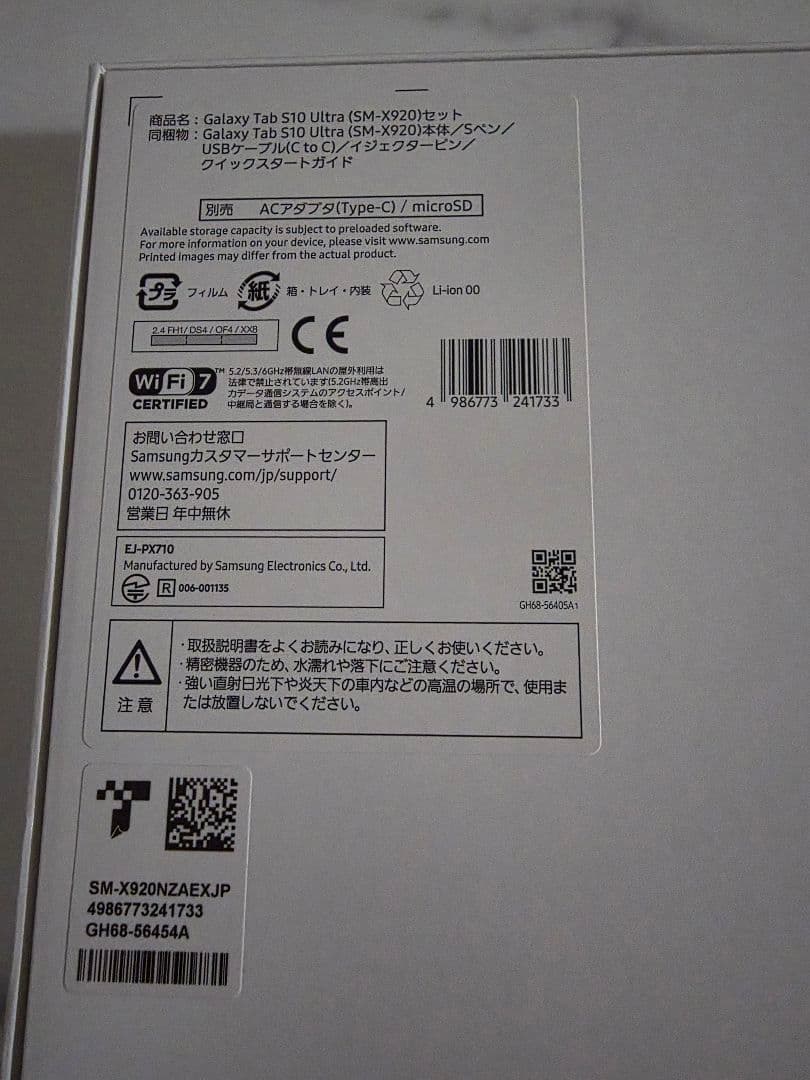 商品名：Galaxy Tab S10 Ultra (SM-X920)セット
同梱物：Galaxy Tab S10 Ultra (SM-X920)本体／Sペン／
USBケーブル(C to C)／イジェクターピン／
クイックスタートガイド
別売 ACアダプタ(Type-C) / microSD
Available storage capacity is subject to preloaded software.
For more information on your device, please visit www.samsung.com
Printed images may differ from the actual product.
プラ フィルム 紙 箱・トレイ・内装 Li-ion 00
2.4 FH1/DS4/OF4/XX8
CE
Wi Fi 7™
CERTIFIED
5.2/5.3/6GHz帯無線LANの屋外利用は
法律で禁止されています(5.2GHz帯高出
力データ通信システムのアクセスポイント/
中継局と通信する場合を除く)。
4 986773 241733
お問い合わせ窓口
Samsungカスタマーサポートセンター
www.samsung.com/jp/support/
0120-363-905
営業日 年中無休
EJ-PX710
Manufactured by Samsung Electronics Co., Ltd.
R 006-001135
GH68-56405A1
注意
・取扱説明書をよくお読みになり、正しくお使いください。
・精密機器のため、水濡れや落下にご注意ください。
・強い直射日光下や炎天下の車内などの高温の場所で、使用ま
たは放置しないでください。
SM-X920NZAEXJP
4986773241733
GH68-56454A